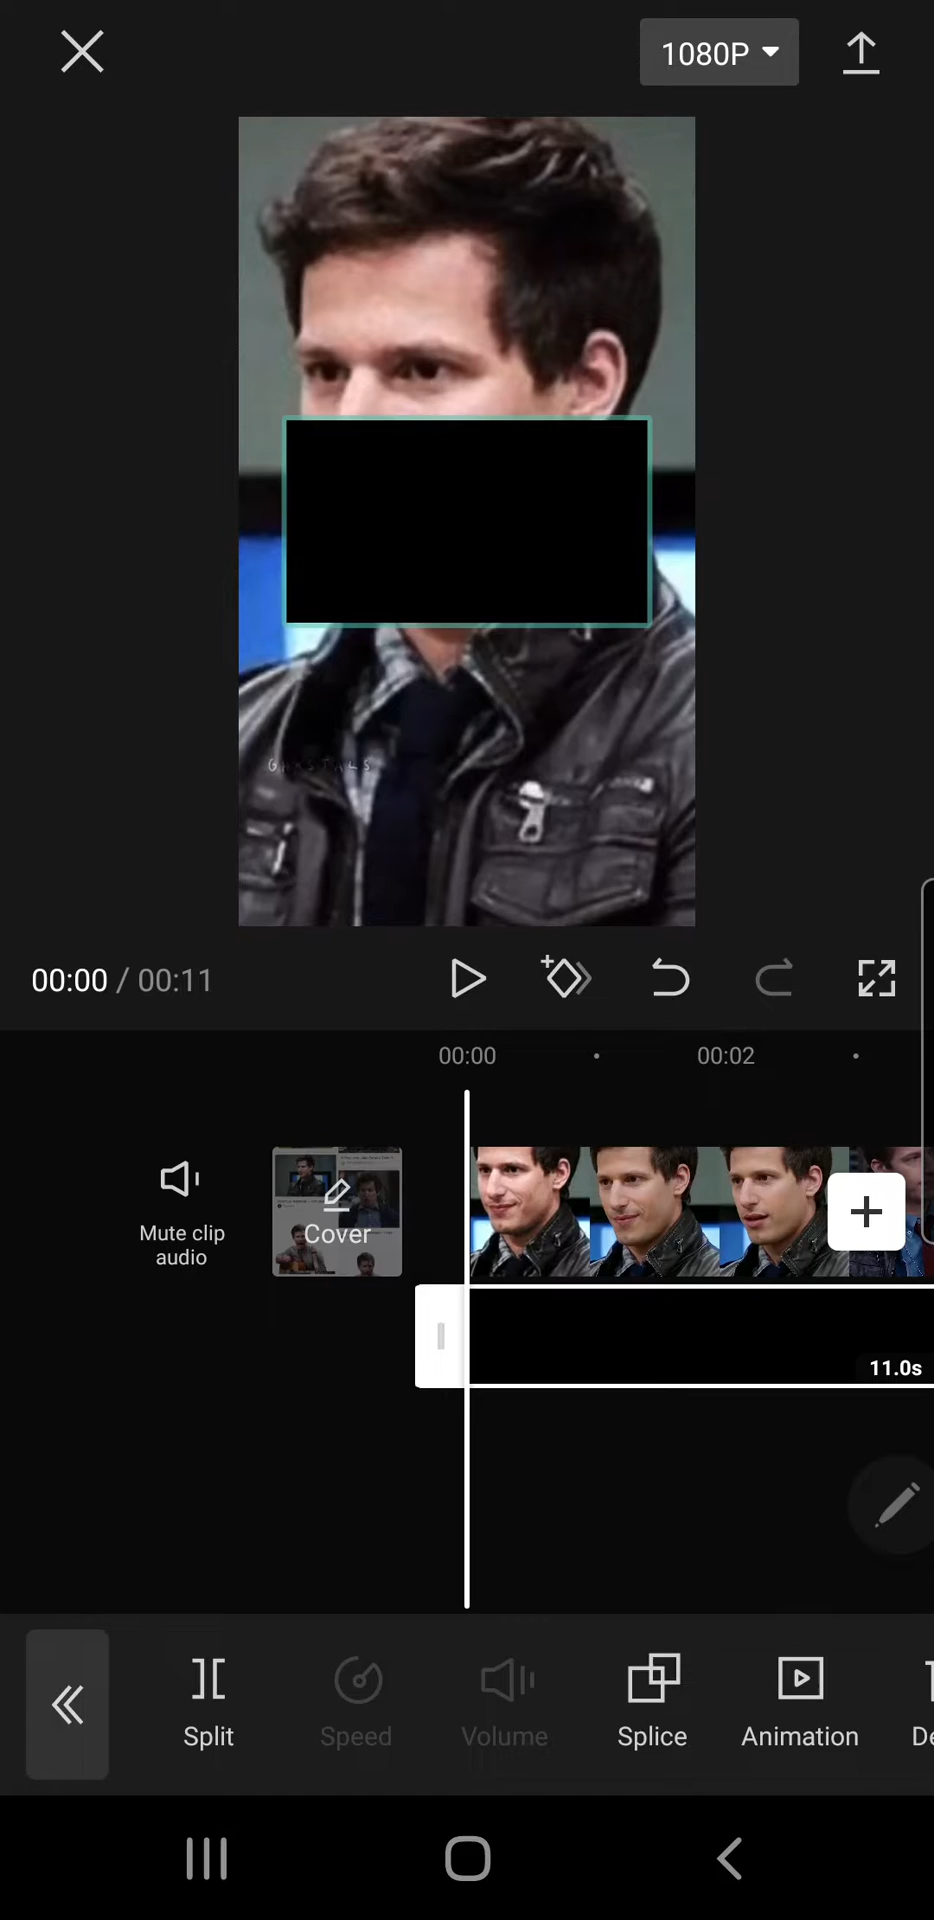 1080P
00:00 / 00:11
00:00
00:02
Mute clip
audio
Cover
11.0s
Split
Speed
Volume
Splice
Animation